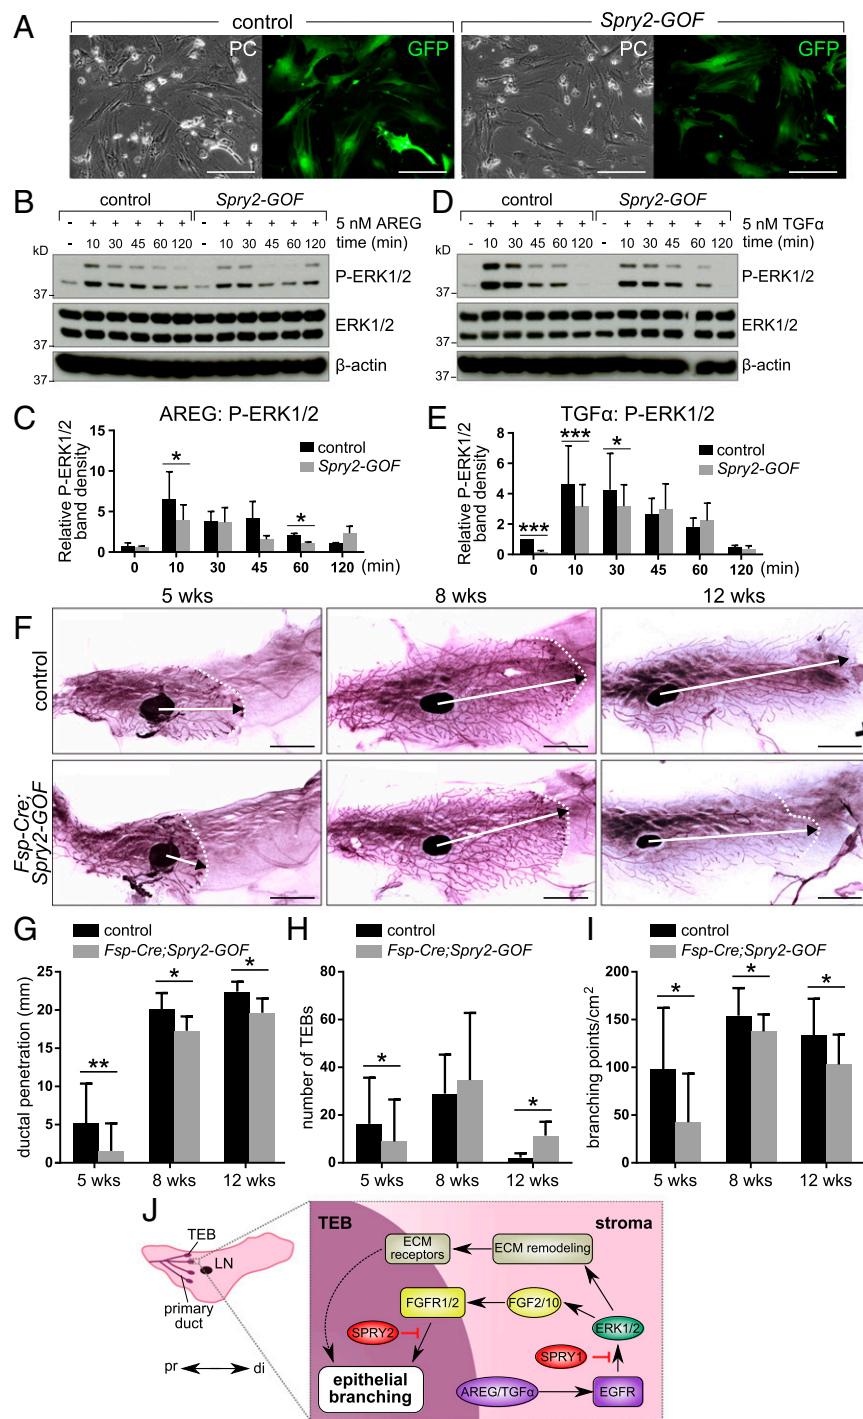 A
control
Spry2-GOF
PC
GFP
PC
GFP
B
control
Spry2-GOF
- + + + + + - + + + + + 5 nM AREG
10 30 45 60 120 10 30 45 60 120 time (min)
kD
P-ERK1/2
37
ERK1/2
37
β-actin
37
D
control
Spry2-GOF
- + + + + + - + + + + + 5 nM TGFα
10 30 45 60 120 10 30 45 60 120 time (min)
kD
P-ERK1/2
37
ERK1/2
37
β-actin
37
C
AREG: P-ERK1/2
Relative P-ERK1/2
band density
15
10
5
0
control
Spry2-GOF
*
*
0 10 30 45 60 120 (min)
E
TGFα: P-ERK1/2
Relative P-ERK1/2
band density
8
6
4
2
0
control
Spry2-GOF
***
***
*
0 10 30 45 60 120 (min)
5 wks
8 wks
12 wks
F
control
Fsp-Cre;
Spry2-GOF
G
control
Fsp-Cre;Spry2-GOF
ductal penetration (mm)
25
20
15
10
5
0
**
*
*
5 wks 8 wks 12 wks
H
control
Fsp-Cre;Spry2-GOF
number of TEBs
80
60
40
20
0
*
*
5 wks 8 wks 12 wks
I
control
Fsp-Cre;Spry2-GOF
branching points/cm²
200
150
100
50
0
*
*
*
5 wks 8 wks 12 wks
J
TEB
LN
primary
duct
pr
di
TEB
stroma
ECM
receptors
ECM remodeling
FGFR1/2
FGF2/10
ERK1/2
SPRY2
SPRY1
epithelial
branching
AREG/TGFα
EGFR